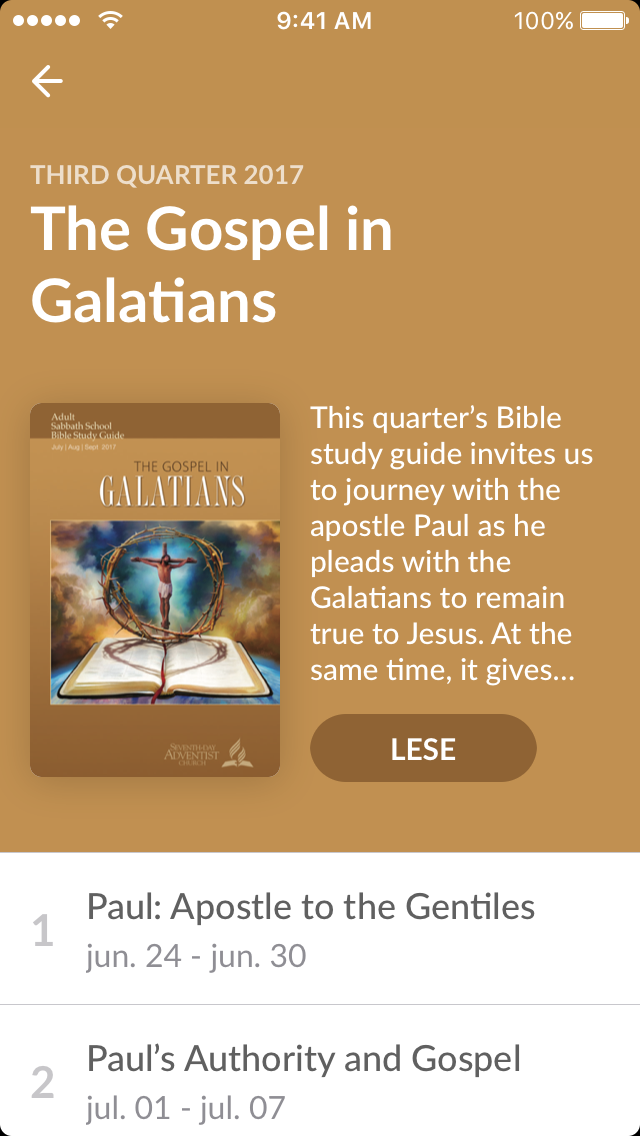 9:41 AM
100%
THIRD QUARTER 2017
The Gospel in
Galatians
Adult
Sabbath School
Bible Study Guide
July | Aug | Sept 2017
THE GOSPEL IN
GALATIANS
SEVENTH-DAY
ADVENTIST
CHURCH
This quarter’s Bible
study guide invites us
to journey with the
apostle Paul as he
pleads with the
Galatians to remain
true to Jesus. At the
same time, it gives...
LESE
1
Paul: Apostle to the Gentiles
jun. 24 - jun. 30
2
Paul’s Authority and Gospel
jul. 01 - jul. 07